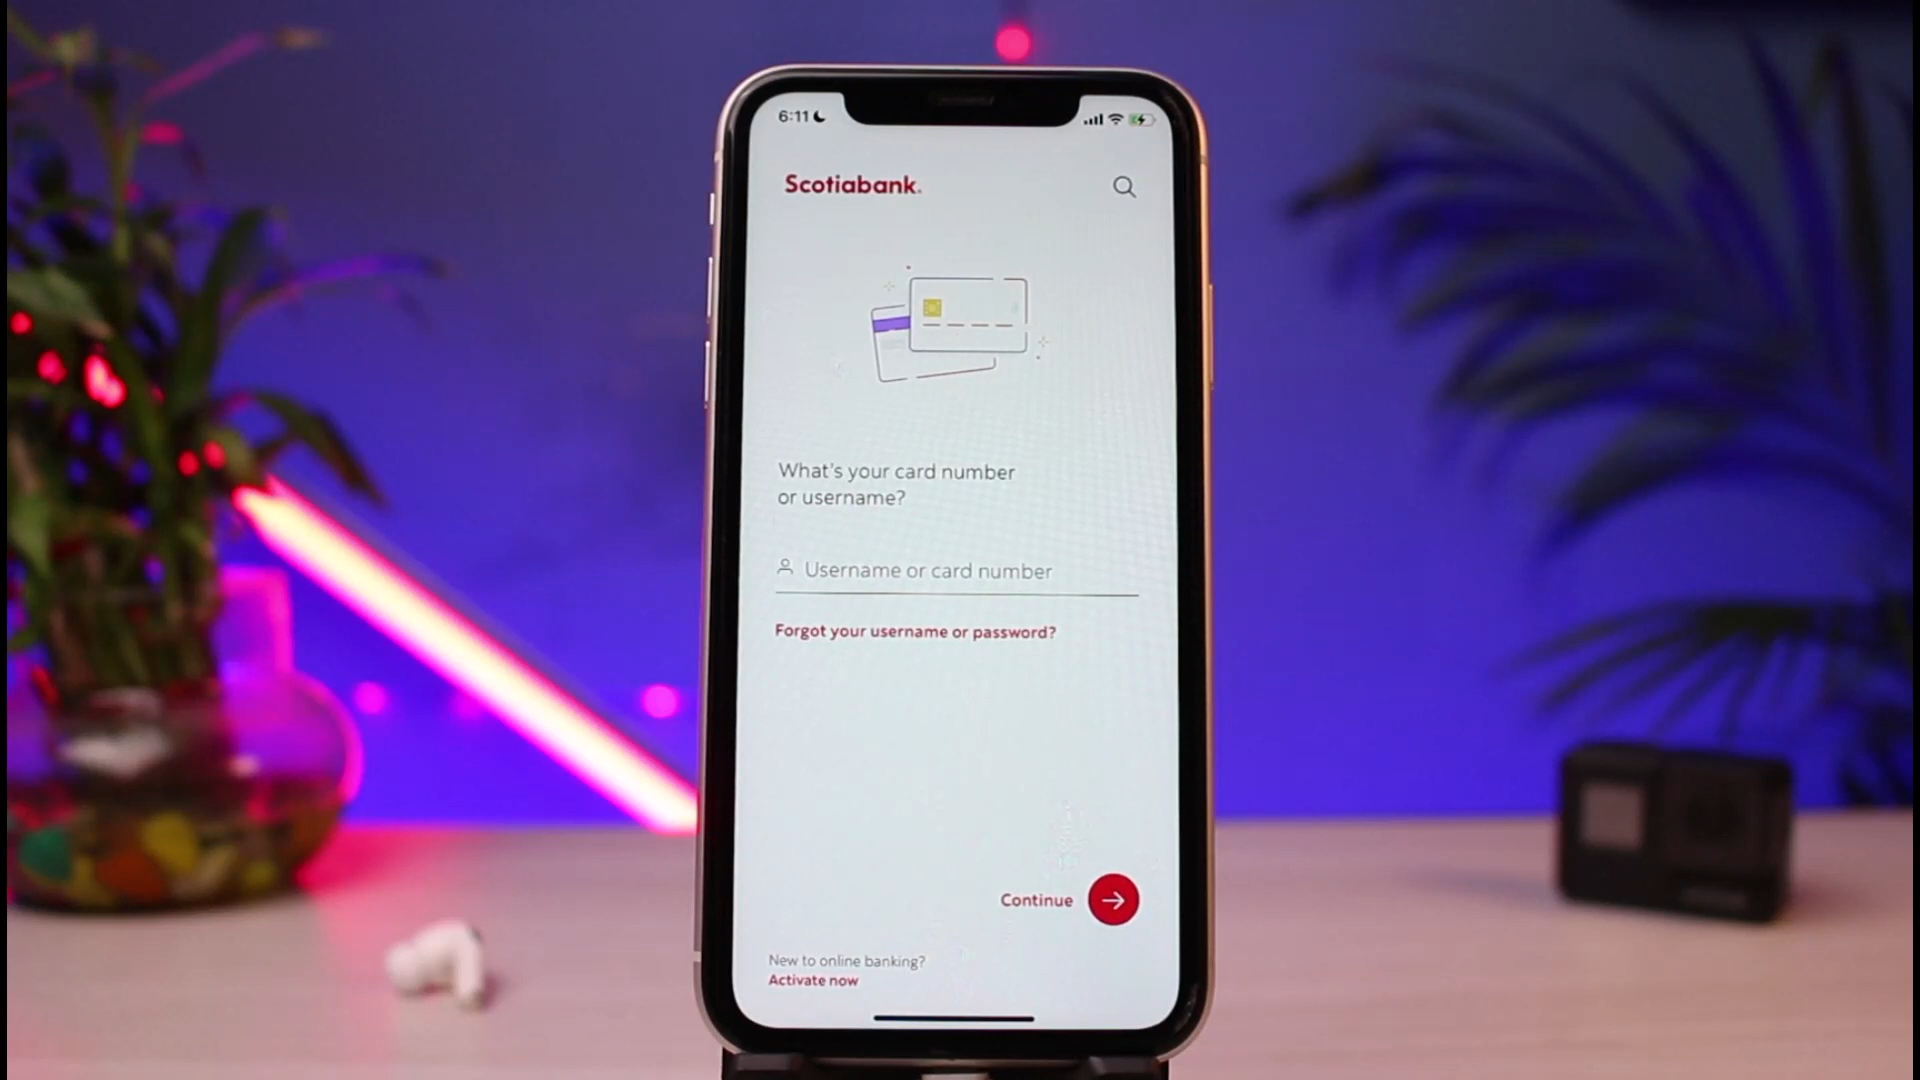 6:11
Scotiabank.
What's your card number
or username?
Username or card number
Forgot your username or password?
Continue
New to online banking?
Activate now